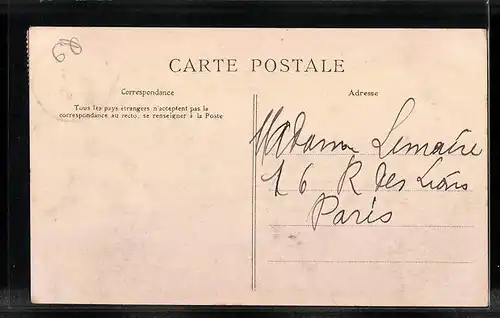 68
CARTE POSTALE
Correspondance
Tous les pays étrangers n'acceptent pas la
correspondance au recto, se renseigner à la Poste
Adresse
Madame Lemaire
16 R des Lions
Paris